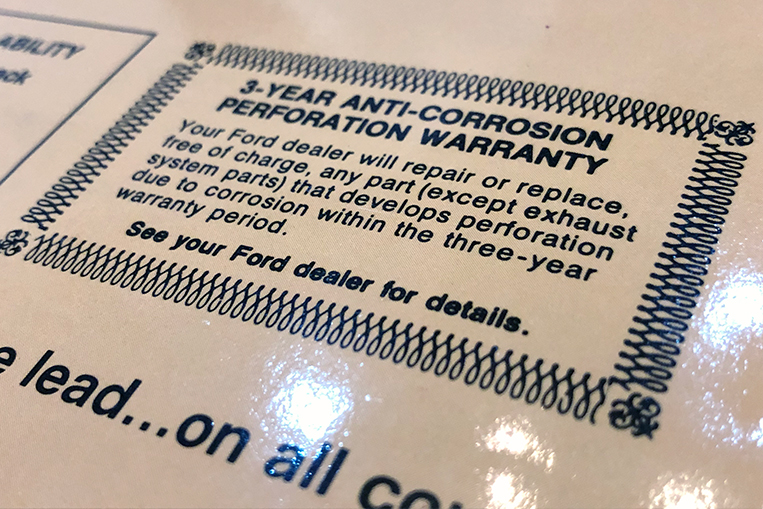 ABILITY
3-YEAR ANTI-CORROSION
PERFORATION WARRANTY
Your Ford dealer will repair or replace,
free of charge, any part (except exhaust
system parts) that develops perforation
due to corrosion within the three-year
warranty period.
See your Ford dealer for details.
lead...on all